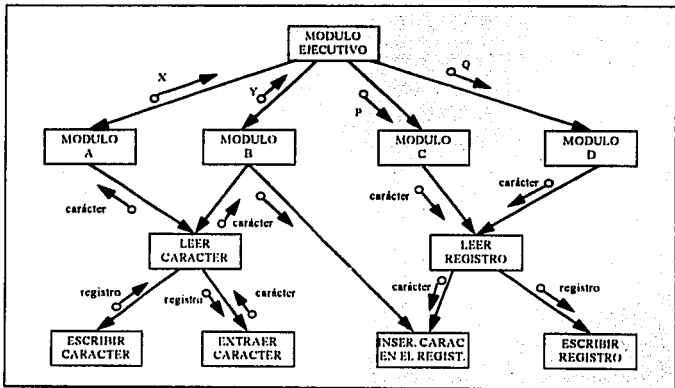 MODULO
EJECUTIVO
X
Y
P
Q
MODULO
A
MODULO
B
MODULO
C
MODULO
D
carácter
carácter
carácter
carácter
LEER
CARACTER
LEER
REGISTRO
registro
registro
carácter
carácter
registro
ESCRIBIR
CARACTER
EXTRAER
CARACTER
INSER. CARAC
EN EL REGIST.
ESCRIBIR
REGISTRO